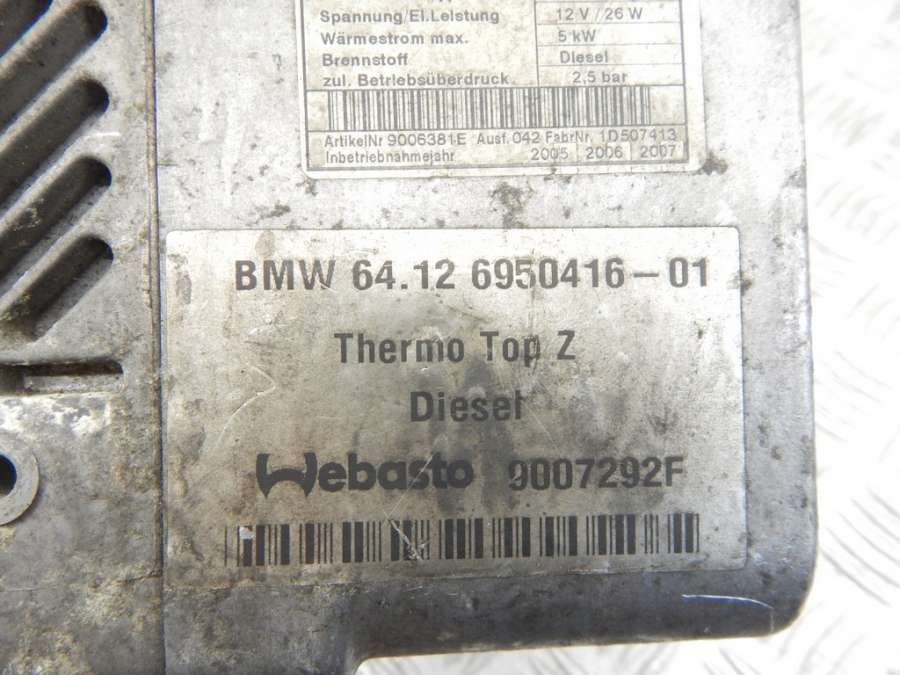 Spannung/El.Leistung 12 V / 26 W
Wärmestrom max. 5 kW
Brennstoff Diesel
zul. Betriebsüberdruck. 2,5 bar
ArtikelNr 9006381E Ausf. 042 FabrNr. 1D507413
Inbetriebnahmejahr 2005 | 2006 | 2007
BMW 64.12 6950416-01
Thermo Top Z
Diesel
Webasto 9007292F